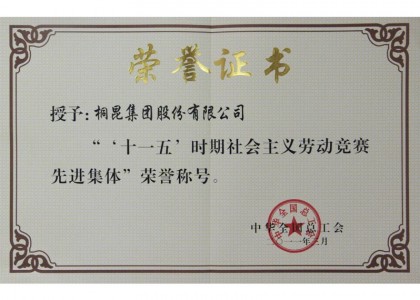 荣誉证书
授予：桐昆集团股份有限公司
“‘十一五’时期社会主义劳动竞赛
先进集体”荣誉称号。
中华全国总工会